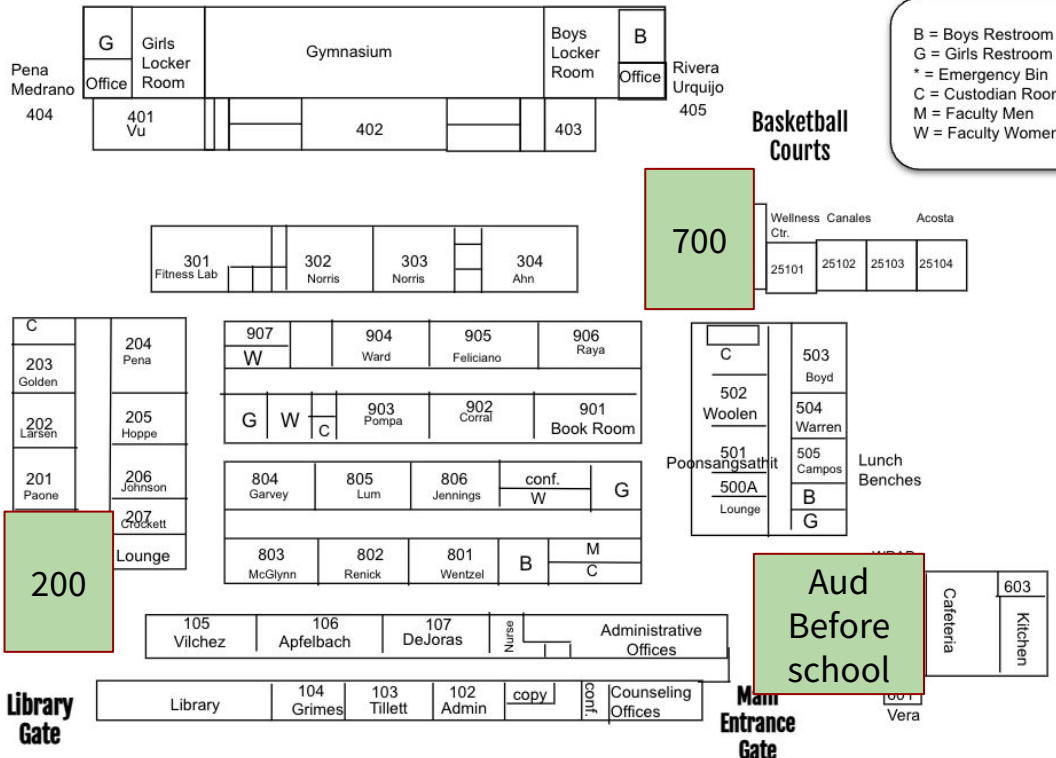 B = Boys Restroom
G = Girls Restroom
* = Emergency Bin
C = Custodian
M = Faculty Men
W = Faculty Women
Pena
Medrano
404
G
Office
Girls
Locker
Room
Gymnasium
Boys
Locker
Room
B
Office
Rivera
Urquijo
405
401
Vu
402
403
Basketball
Courts
700
Wellness
Ctr.
Canales
Acosta
25101
25102
25103
25104
301
Fitness Lab
302
Norris
303
Norris
304
Ahn
C
203
Golden
202
Larsen
201
Paone
204
Pena
205
Hoppe
206
Johnson
207
Crockett
Lounge
200
907
W
904
Ward
905
Feliciano
906
Raya
G
W
C
903
Pompa
902
Corral
901
Book Room
804
Garvey
805
Lum
806
Jennings
conf.
W
G
803
McGlynn
802
Renick
801
Wentzel
B
M
C
C
502
Woolen
501
Poonsangsathit
500A
Lounge
503
Boyd
504
Warren
505
Campos
B
G
Lunch
Benches
Aud
Before
school
Cafeteria
603
Kitchen
Vera
105
Vilchez
106
Apfelbach
107
DeJoras
Nurse
Administrative
Offices
Library
104
Grimes
103
Tillett
102
Admin
copy
conf.
Counseling
Offices
Library
Gate
Main
Entrance
Gate